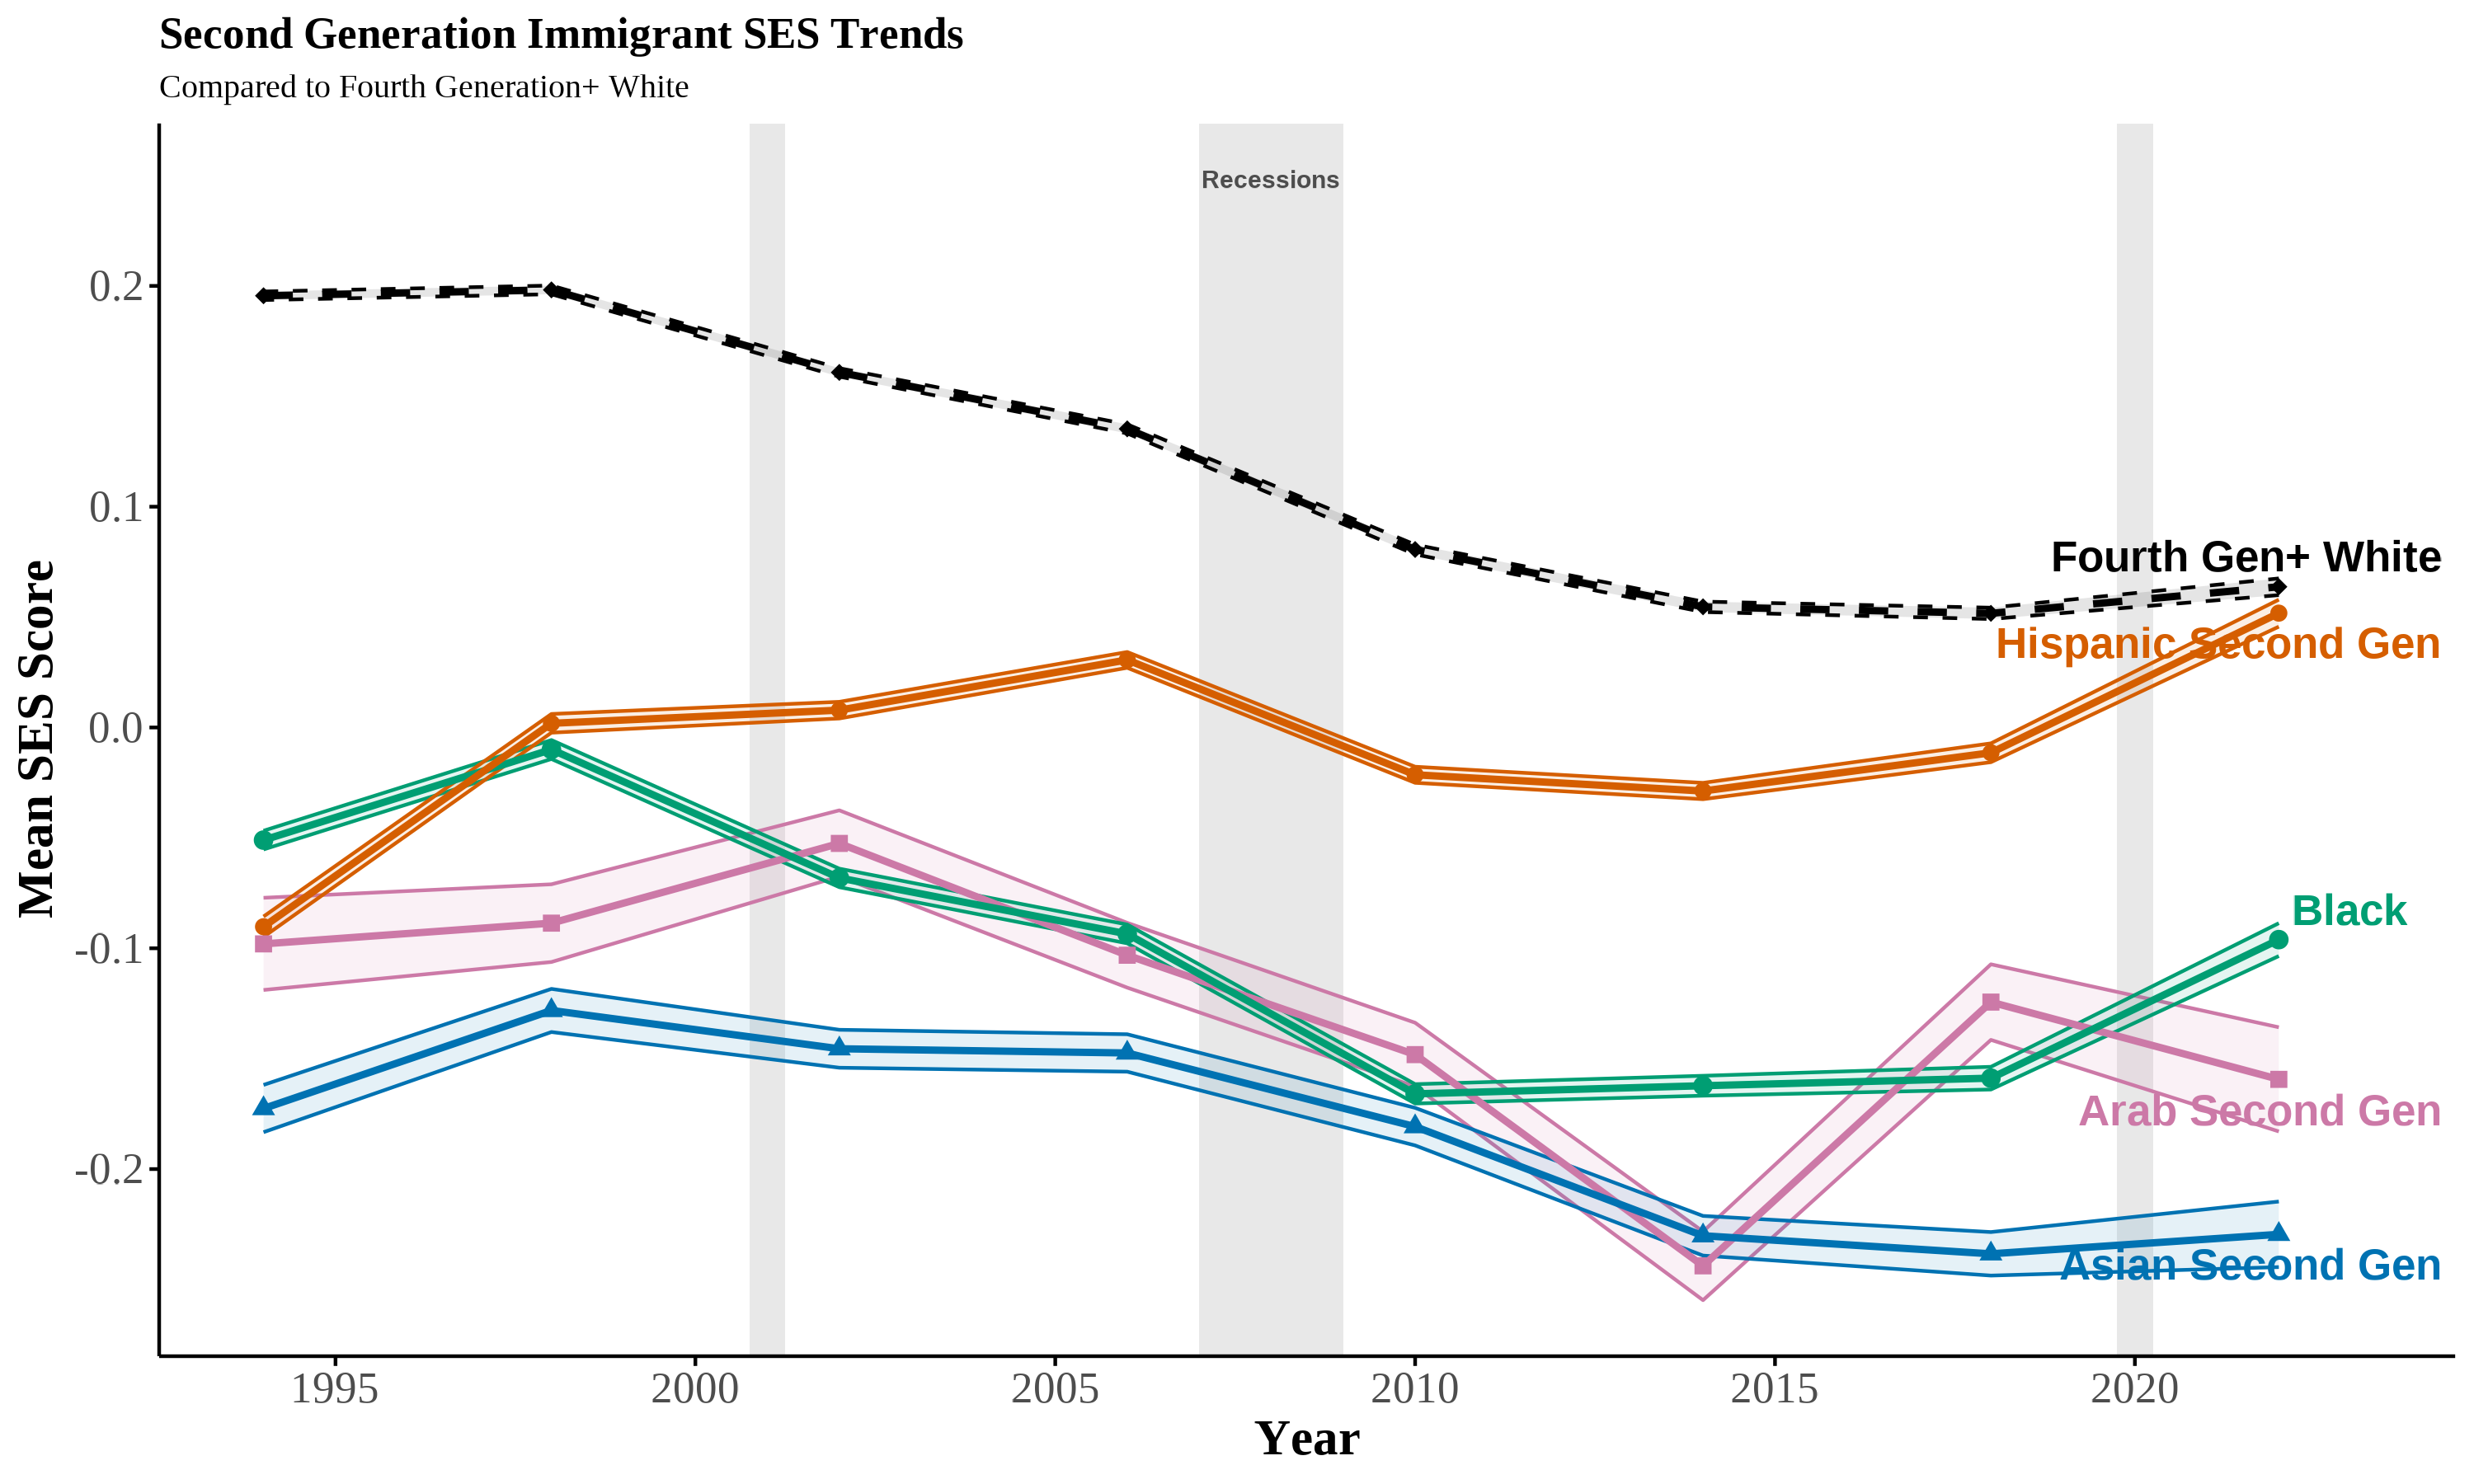 Second Generation Immigrant SES Trends
Compared to Fourth Generation+ White
Recessions
0.2
0.1
0.0
-0.1
-0.2
Mean SES Score
Fourth Gen+ White
Hispanic Second Gen
Black
Arab Second Gen
Asian Second Gen
1995 2000 2005 2010 2015 2020
Year